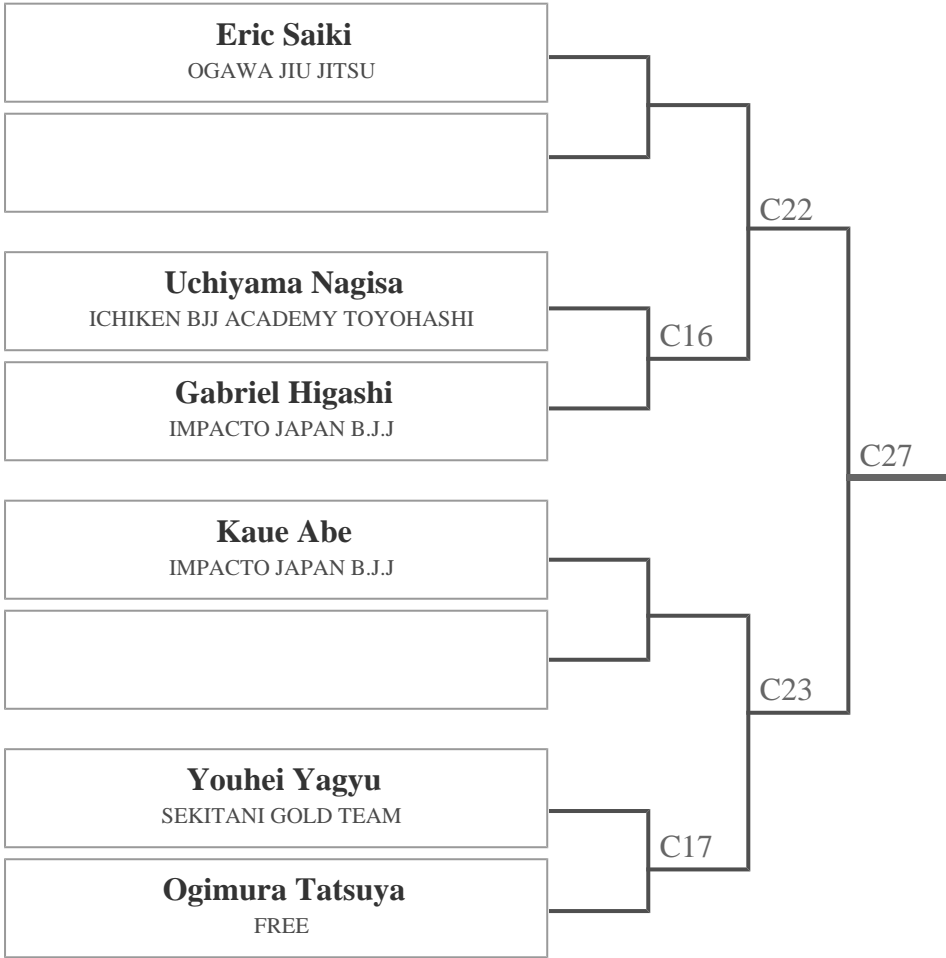 Eric Saiki
OGAWA JIU JITSU
C22
Uchiyama Nagisa
ICHIKEN BJJ ACADEMY TOYOHASHI
C16
Gabriel Higashi
IMPACTO JAPAN B.J.J
C27
Kaue Abe
IMPACTO JAPAN B.J.J
C23
Youhei Yagyu
SEKITANI GOLD TEAM
C17
Ogimura Tatsuya
FREE